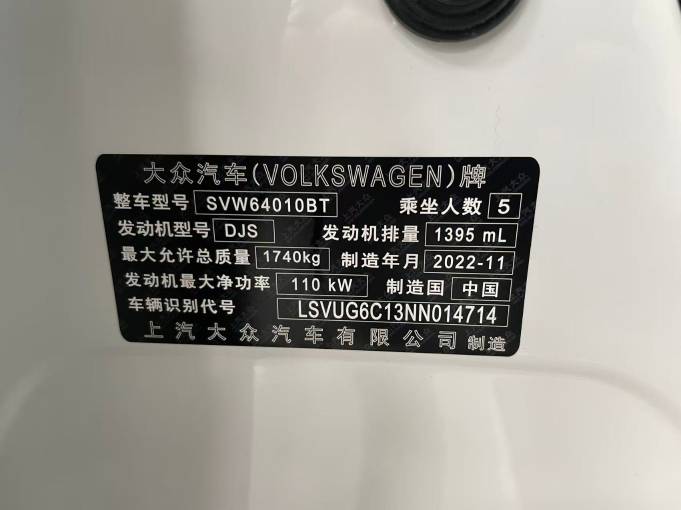 大众汽车(VOLKSWAGEN)牌
整车型号 SVW64010BT 乘坐人数 5
发动机型号 DJS 发动机排量 1395 mL
最大允许总质量 1740kg 制造年月 2022-11
发动机最大净功率 110 kW 制造国 中国
车辆识别代号 LSVUG6C13NN014714
上汽大众汽车有限公司 制造